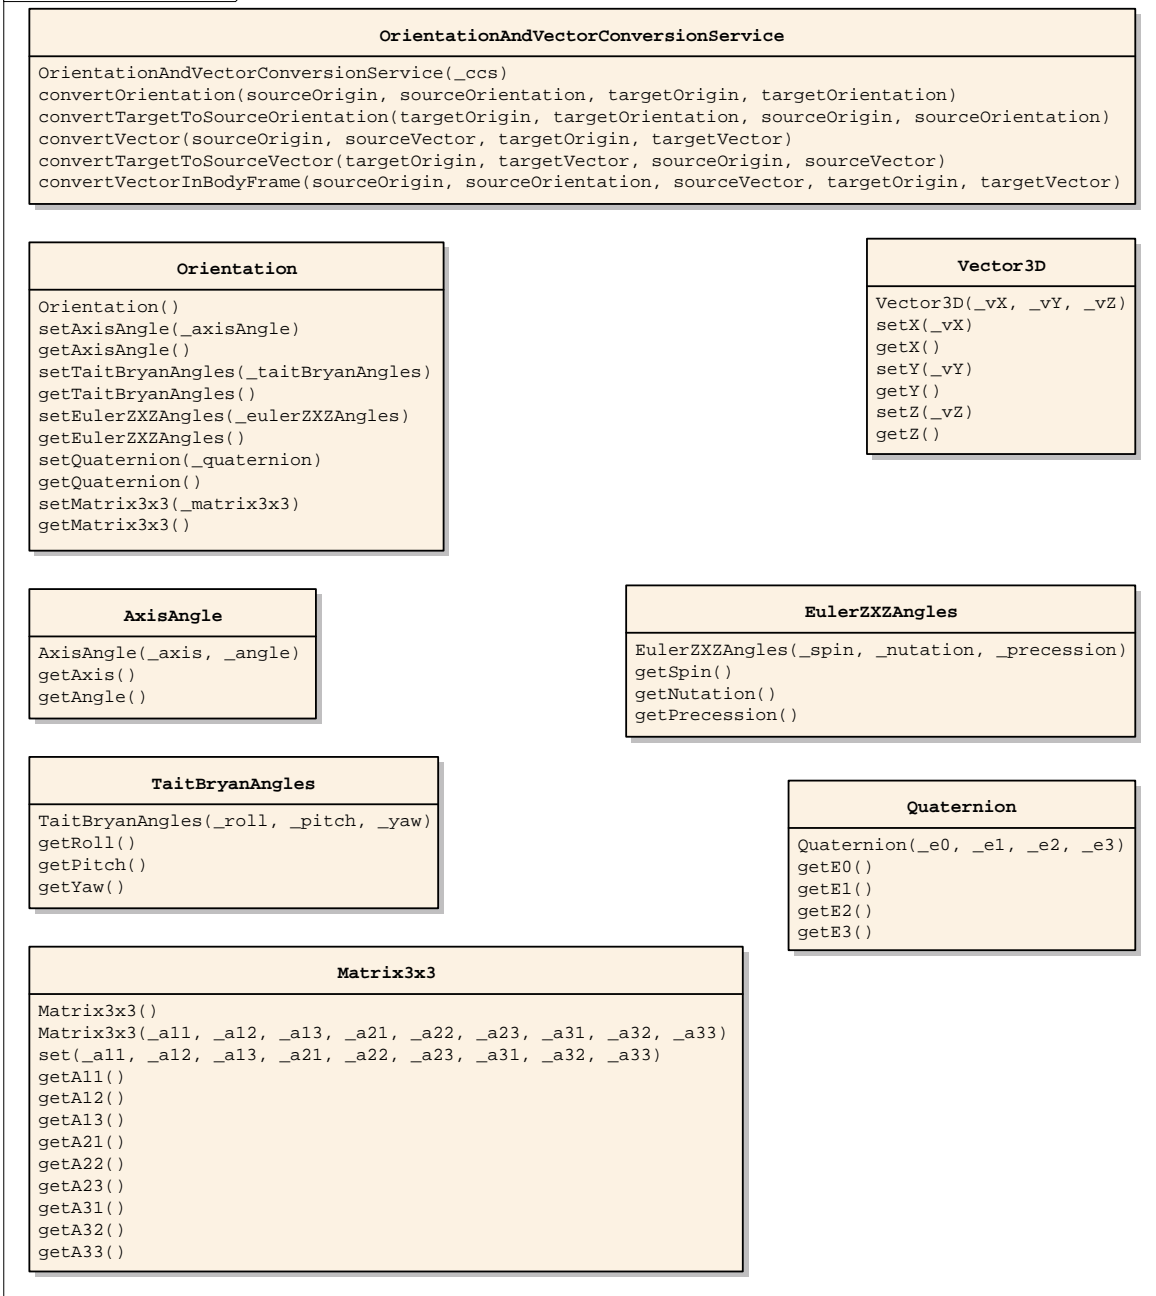 OrientationAndVectorConversionService
OrientationAndVectorConversionService(_ccs)
convertOrientation(sourceOrigin, sourceOrientation, targetOrigin, targetOrientation)
convertTargetToSourceOrientation(targetOrigin, targetOrientation, sourceOrigin, sourceOrientation)
convertVector(sourceOrigin, sourceVector, targetOrigin, targetVector)
convertTargetToSourceVector(targetOrigin, targetVector, sourceOrigin, sourceVector)
convertVectorInBodyFrame(sourceOrigin, sourceOrientation, sourceVector, targetOrigin, targetVector)
Orientation
Orientation()
setAxisAngle(_axisAngle)
getAxisAngle()
setTaitBryanAngles(_taitBryanAngles)
getTaitBryanAngles()
setEulerZXZAngles(_eulerZXZAngles)
getEulerZXZAngles()
setQuaternion(_quaternion)
getQuaternion()
setMatrix3x3(_matrix3x3)
getMatrix3x3()
Vector3D
Vector3D(_vX, _vY, _vZ)
setX(_vX)
getX()
setY(_vY)
getY()
setZ(_vZ)
getZ()
AxisAngle
AxisAngle(_axis, _angle)
getAxis()
getAngle()
EulerZXZAngles
EulerZXZAngles(_spin, _nutation, _precession)
getSpin()
getNutation()
getPrecession()
TaitBryanAngles
TaitBryanAngles(_roll, _pitch, _yaw)
getRoll()
getPitch()
getYaw()
Quaternion
Quaternion(_e0, _e1, _e2, _e3)
getE0()
getE1()
getE2()
getE3()
Matrix3x3
Matrix3x3()
Matrix3x3(_a11, _a12, _a13, _a21, _a22, _a23, _a31, _a32, _a33)
set(_a11, _a12, _a13, _a21, _a22, _a23, _a31, _a32, _a33)
getA11()
getA12()
getA13()
getA21()
getA22()
getA23()
getA31()
getA32()
getA33()